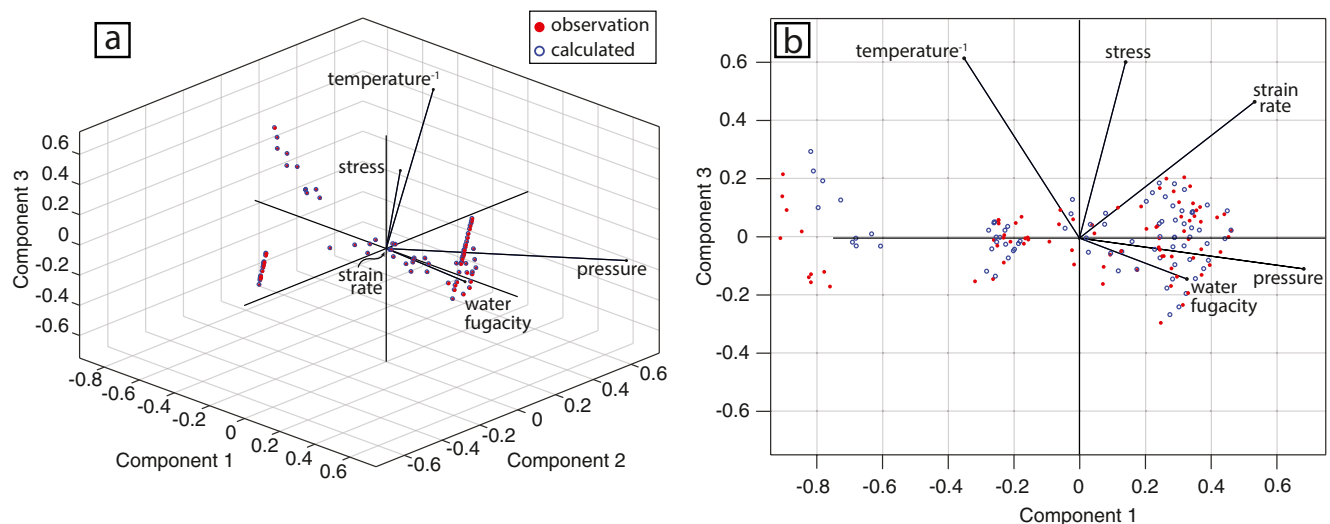 a
observation
calculated
temperature-1
stress
strain
rate
pressure
water
fugacity
Component 3
0.6
0.4
0.2
0
-0.2
-0.4
-0.6
-0.8
-0.6
-0.4
-0.2
0
0.2
0.4
0.6
Component 1
-0.6
-0.4
-0.2
0
0.2
0.4
0.6
Component 2
b
temperature-1
stress
strain
rate
pressure
water
fugacity
Component 3
0.6
0.4
0.2
0
-0.2
-0.4
-0.6
-0.8
-0.6
-0.4
-0.2
0
0.2
0.4
0.6
Component 1